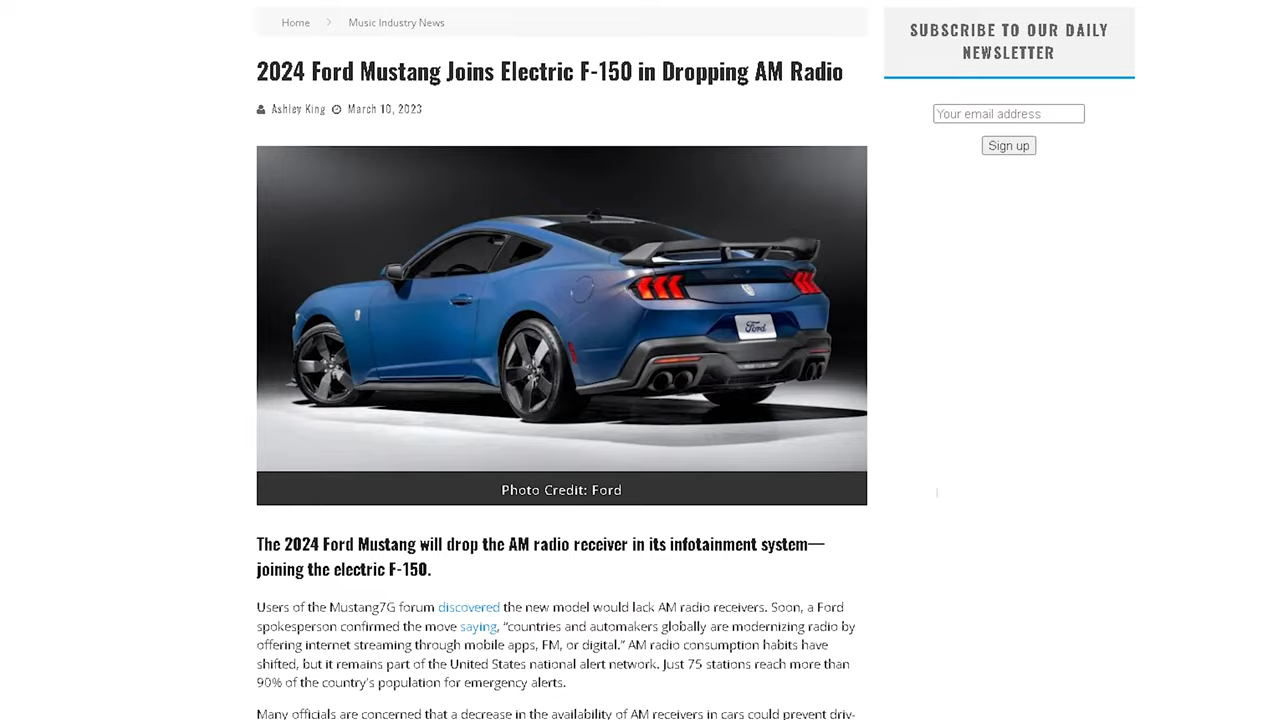 Home
Music Industry News
SUBSCRIBE TO OUR DAILY
NEWSLETTER
2024 Ford Mustang Joins Electric F-150 in Dropping AM Radio
Ashley King
March 10, 2023
Your email address
Sign up
Ford
Photo Credit: Ford
The 2024 Ford Mustang will drop the AM radio receiver in its infotainment system—
joining the electric F-150.
Users of the Mustang7G forum discovered the new model would lack AM radio receivers. Soon, a Ford
spokesperson confirmed the move saying, “countries and automakers globally are modernizing radio by
offering internet streaming through mobile apps, FM, or digital.” AM radio consumption habits have
shifted, but it remains part of the United States national alert network. Just 75 stations reach more than
90% of the country’s population for emergency alerts.
Many officials are concerned that a decrease in the availability of AM receivers in cars could prevent driv-